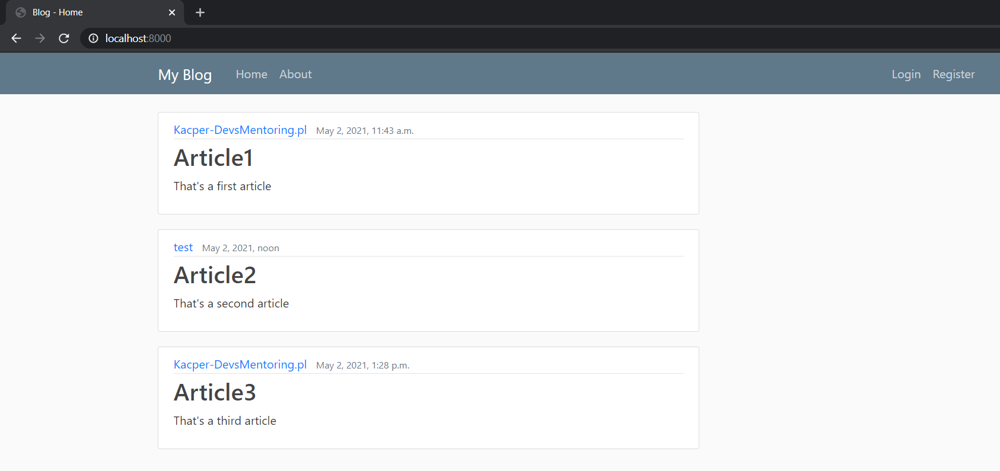 Blog - Home
localhost:8000
My Blog Home About Login Register
Kacper-DevsMentoring.pl May 2, 2021, 11:43 a.m.
Article1
That's a first article
test May 2, 2021, noon
Article2
That's a second article
Kacper-DevsMentoring.pl May 2, 2021, 1:28 p.m.
Article3
That's a third article